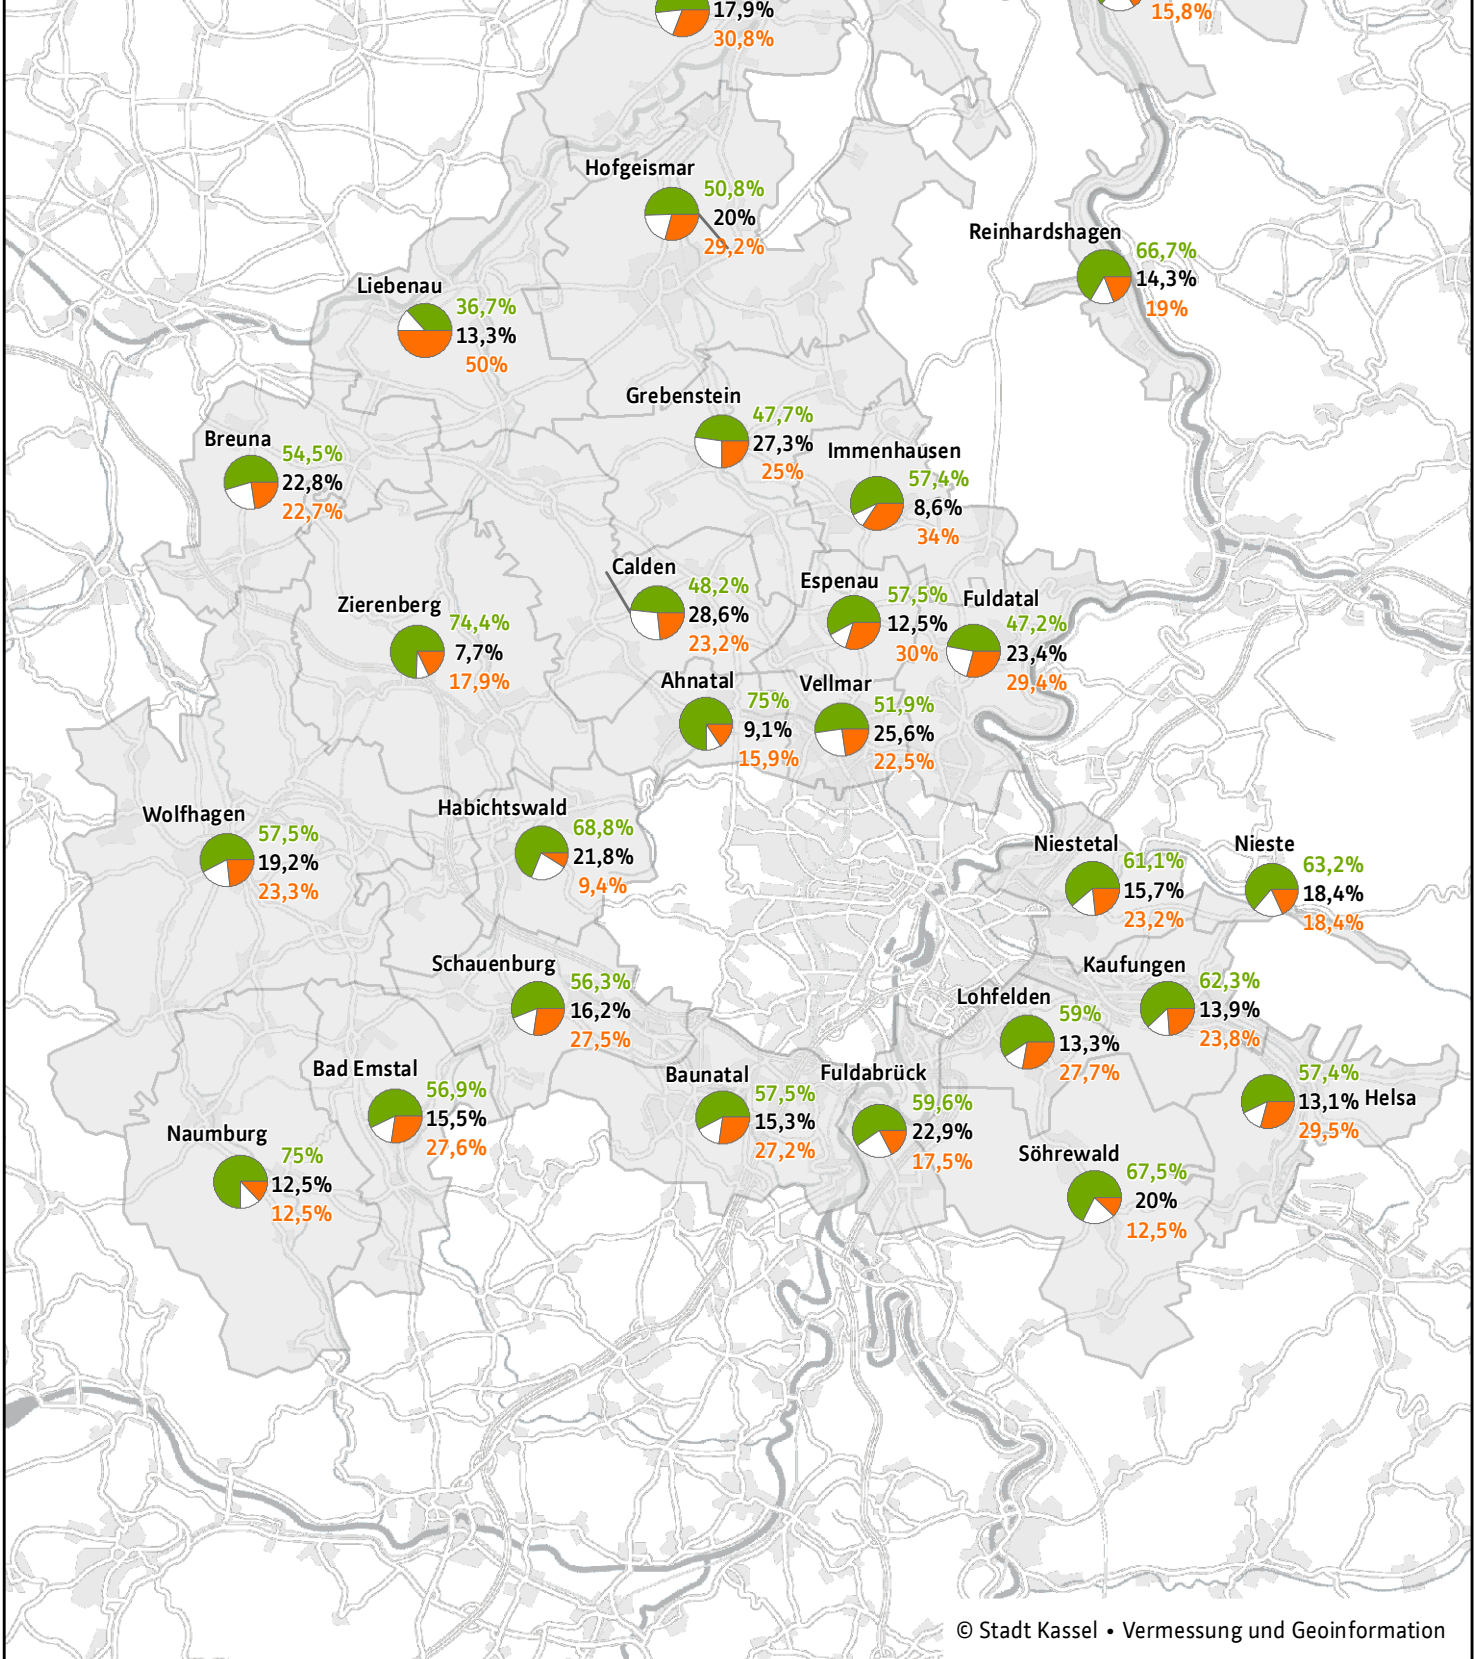 17,9%
30,8%
15,8%
Hofgeismar
50,8%
20%
29,2%
Reinhardshagen
66,7%
14,3%
19%
Liebenau
36,7%
13,3%
50%
Grebenstein
47,7%
27,3%
25%
Breuna
54,5%
22,8%
22,7%
Immenhausen
57,4%
8,6%
34%
Calden
48,2%
28,6%
23,2%
Espenau
57,5%
12,5%
30%
Fuldatal
47,2%
23,4%
29,4%
Zierenberg
74,4%
7,7%
17,9%
Ahnatal
75%
9,1%
15,9%
Vellmar
51,9%
25,6%
22,5%
Wolfhagen
57,5%
19,2%
23,3%
Habichtswald
68,8%
21,8%
9,4%
Niestetal
61,1%
15,7%
23,2%
Nieste
63,2%
18,4%
18,4%
Schauenburg
56,3%
16,2%
27,5%
Kaufungen
62,3%
13,9%
23,8%
Lohfelden
59%
13,3%
27,7%
Bad Emstal
56,9%
15,5%
27,6%
Baunatal
57,5%
15,3%
27,2%
Fuldabrück
59,6%
22,9%
17,5%
57,4%
13,1% Helsa
29,5%
Naumburg
75%
12,5%
12,5%
Söhrewald
67,5%
20%
12,5%
© Stadt Kassel • Vermessung und Geoinformation